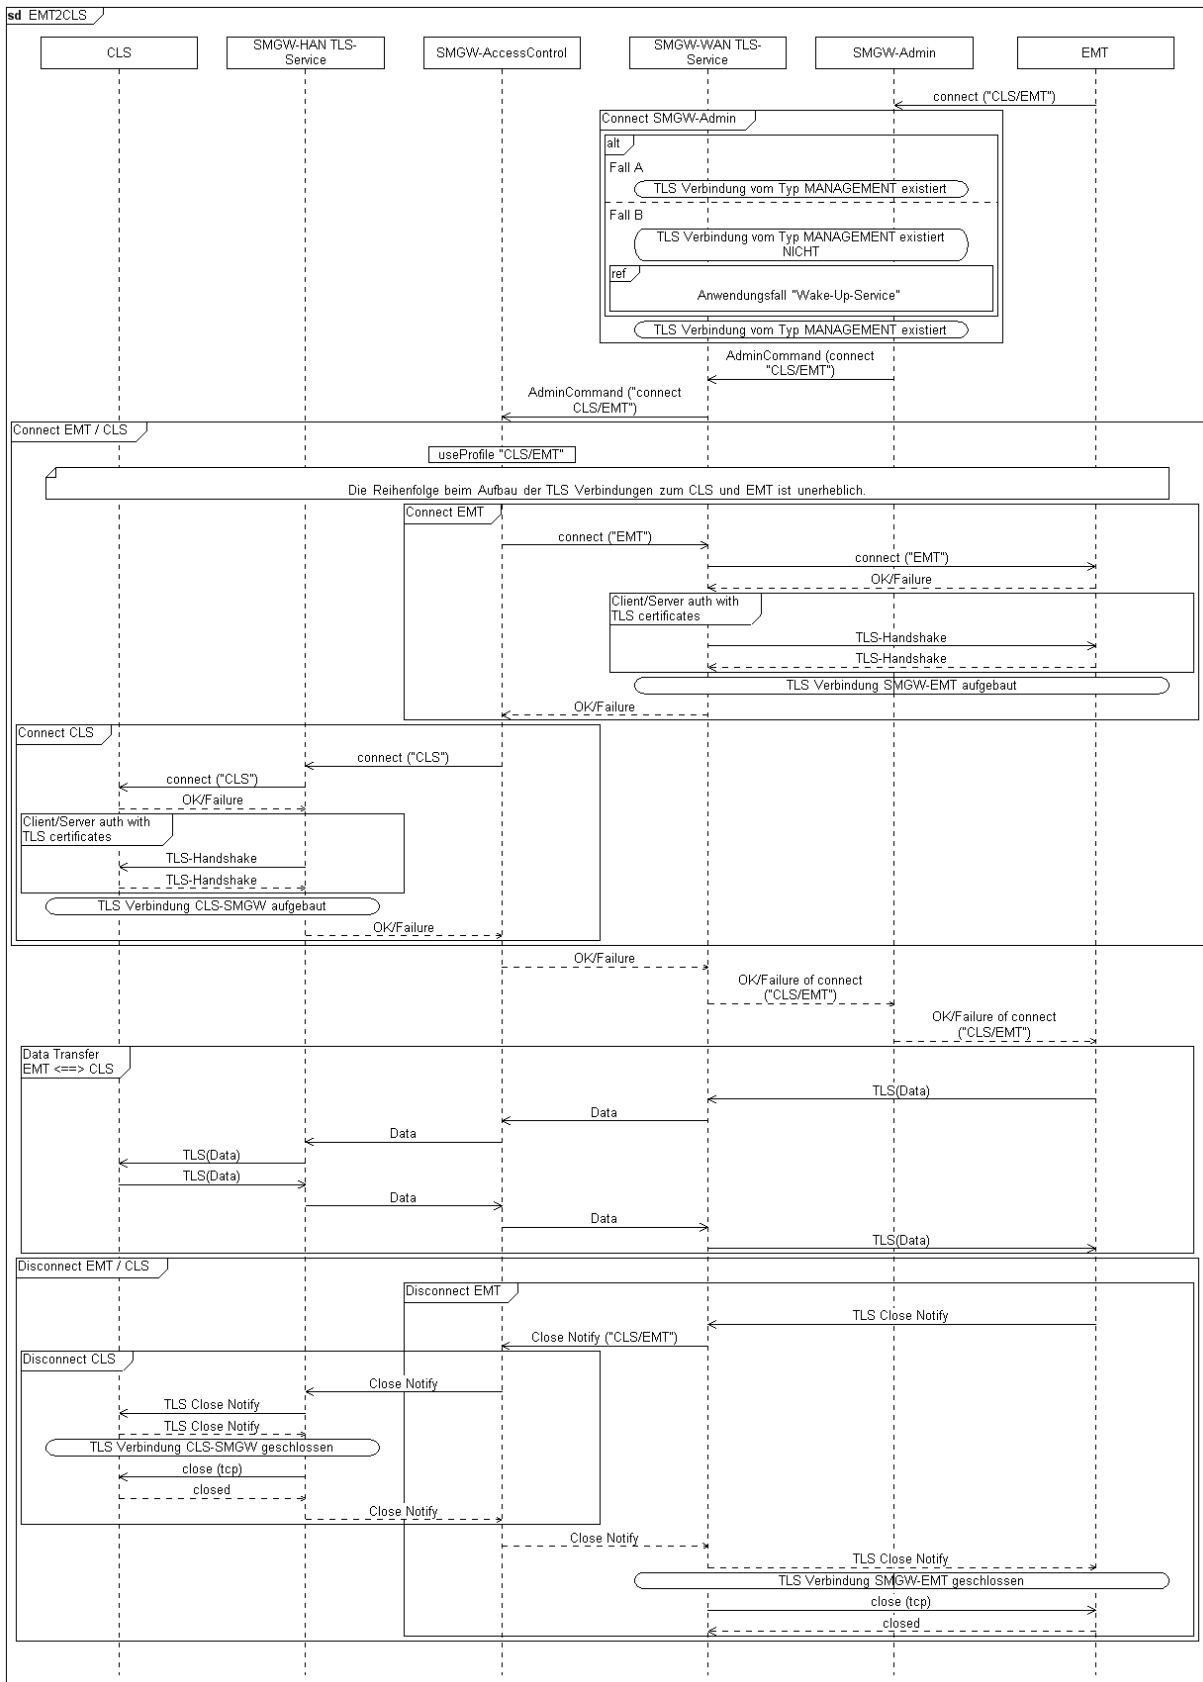 sd EMT2CLS
CLS
SMGW-HAN TLS-
Service
SMGW-AccessControl
SMGW-WAN TLS-
Service
SMGW-Admin
EMT
connect ("CLS/EMT")
Connect SMGW-Admin
alt
Fall A
TLS Verbindung vom Typ MANAGEMENT existiert
Fall B
TLS Verbindung vom Typ MANAGEMENT existiert
NICHT
ref
Anwendungsfall "Wake-Up-Service"
TLS Verbindung vom Typ MANAGEMENT existiert
AdminCommand (connect
"CLS/EMT")
AdminCommand ("connect
CLS/EMT")
Connect EMT / CLS
useProfile "CLS/EMT"
Die Reihenfolge beim Aufbau der TLS Verbindungen zum CLS und EMT ist unerheblich.
Connect EMT
connect ("EMT")
connect ("EMT")
OK/Failure
Client/Server auth with
TLS certificates
TLS-Handshake
TLS-Handshake
TLS Verbindung SMGW-EMT aufgebaut
OK/Failure
Connect CLS
connect ("CLS")
connect ("CLS")
OK/Failure
Client/Server auth with
TLS certificates
TLS-Handshake
TLS-Handshake
TLS Verbindung CLS-SMGW aufgebaut
OK/Failure
OK/Failure
OK/Failure of connect
("CLS/EMT")
OK/Failure of connect
("CLS/EMT")
Data Transfer
EMT <==> CLS
TLS(Data)
Data
Data
TLS(Data)
TLS(Data)
Data
Data
TLS(Data)
Disconnect EMT / CLS
Disconnect EMT
TLS Close Notify
Close Notify ("CLS/EMT")
Disconnect CLS
Close Notify
TLS Close Notify
TLS Close Notify
TLS Verbindung CLS-SMGW geschlossen
close (tcp)
closed
Close Notify
Close Notify
TLS Close Notify
TLS Verbindung SMGW-EMT geschlossen
close (tcp)
closed